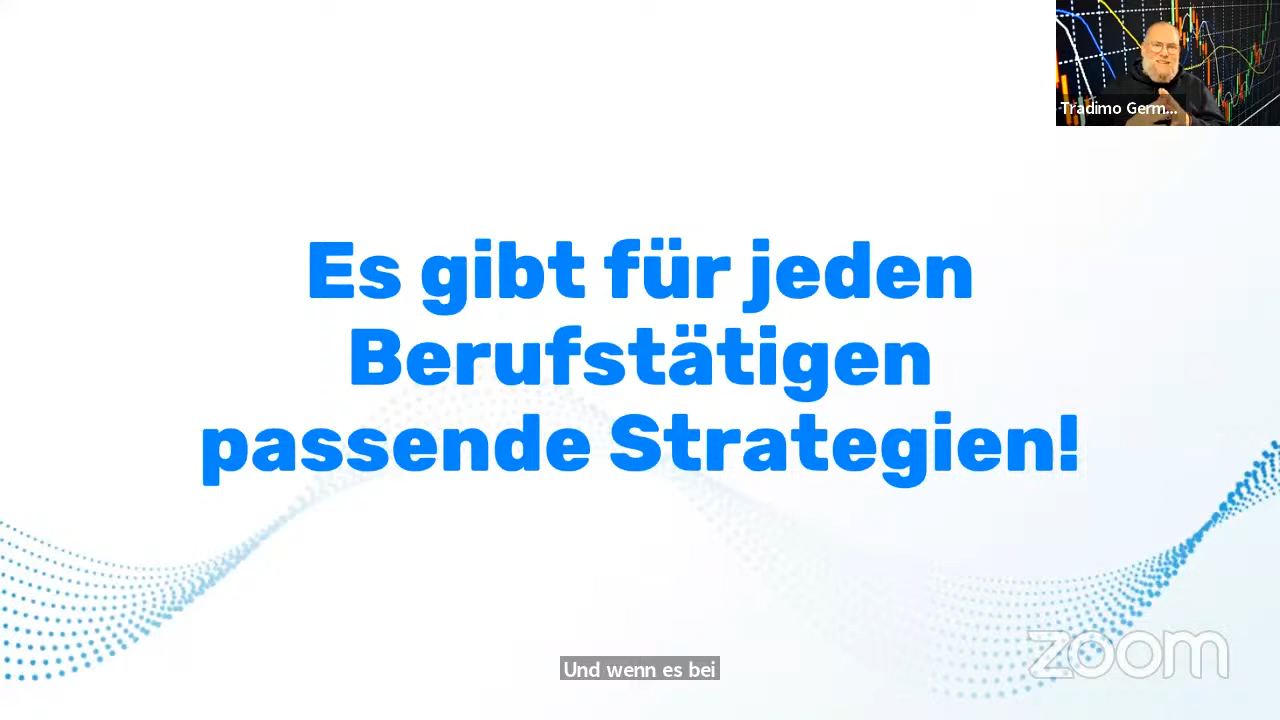 Tradimo Germ...
Es gibt für jeden
Berufstätigen
passende Strategien!
zoom
Und wenn es bei